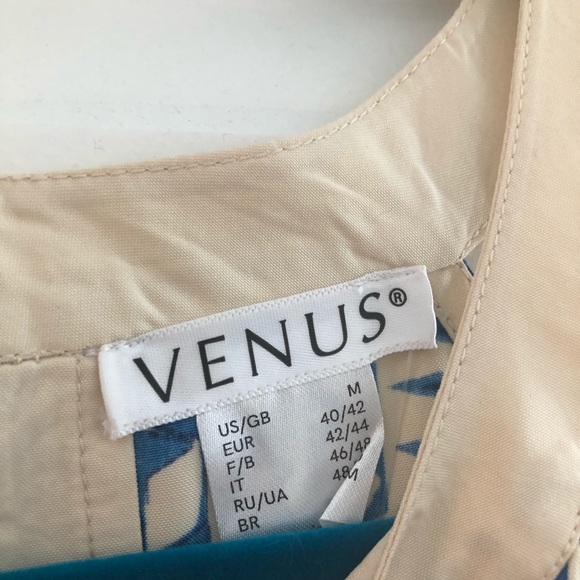 VENUS®
US/GB M
EUR 40/42
F/B 42/44
IT 46/48
RU/UA 48
BR